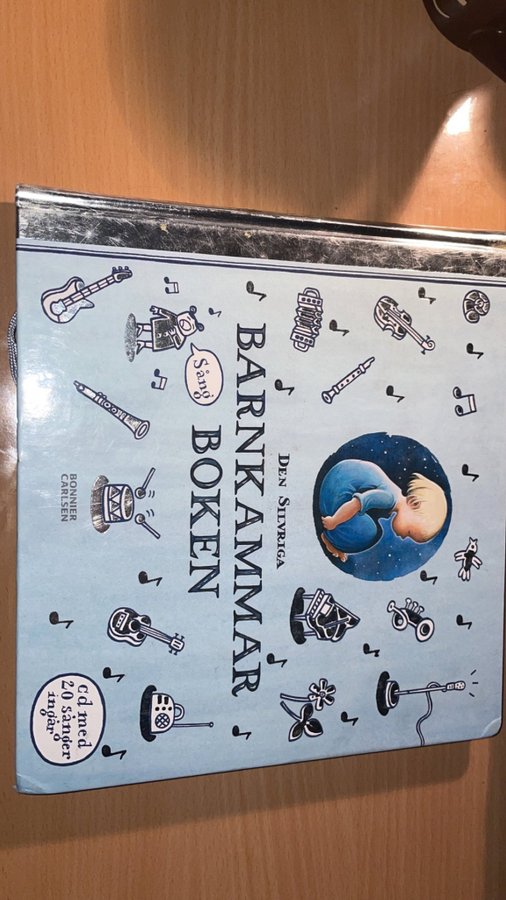 DEN SILVRIGA
BARNKAMMAR
Sång
BOKEN
BONNIER
CARLSEN
cd med
20 sånger
ingår